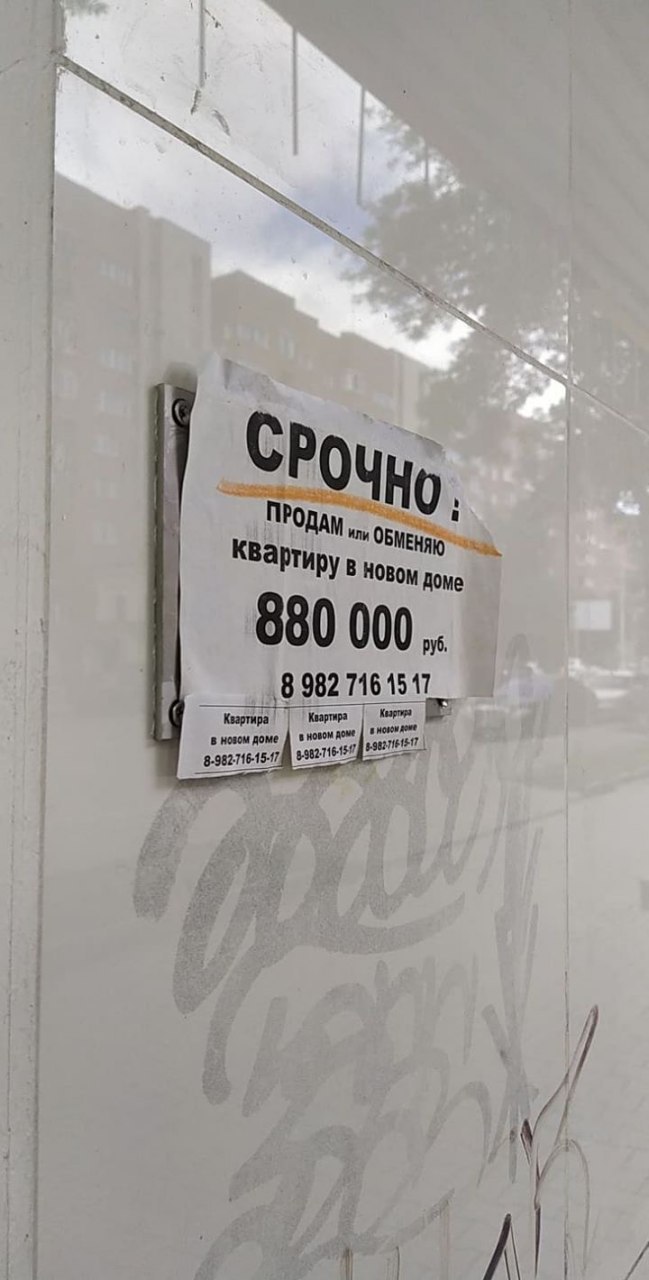 СРОЧНО :
ПРОДАМ или ОБМЕНЯЮ
квартиру в новом доме
880 000 руб.
8 982 716 15 17
Квартира
в новом доме
8-982-716-15-17
Квартира
в новом доме
8-982-716-15-17
Квартира
в новом доме
8-982-716-15-17